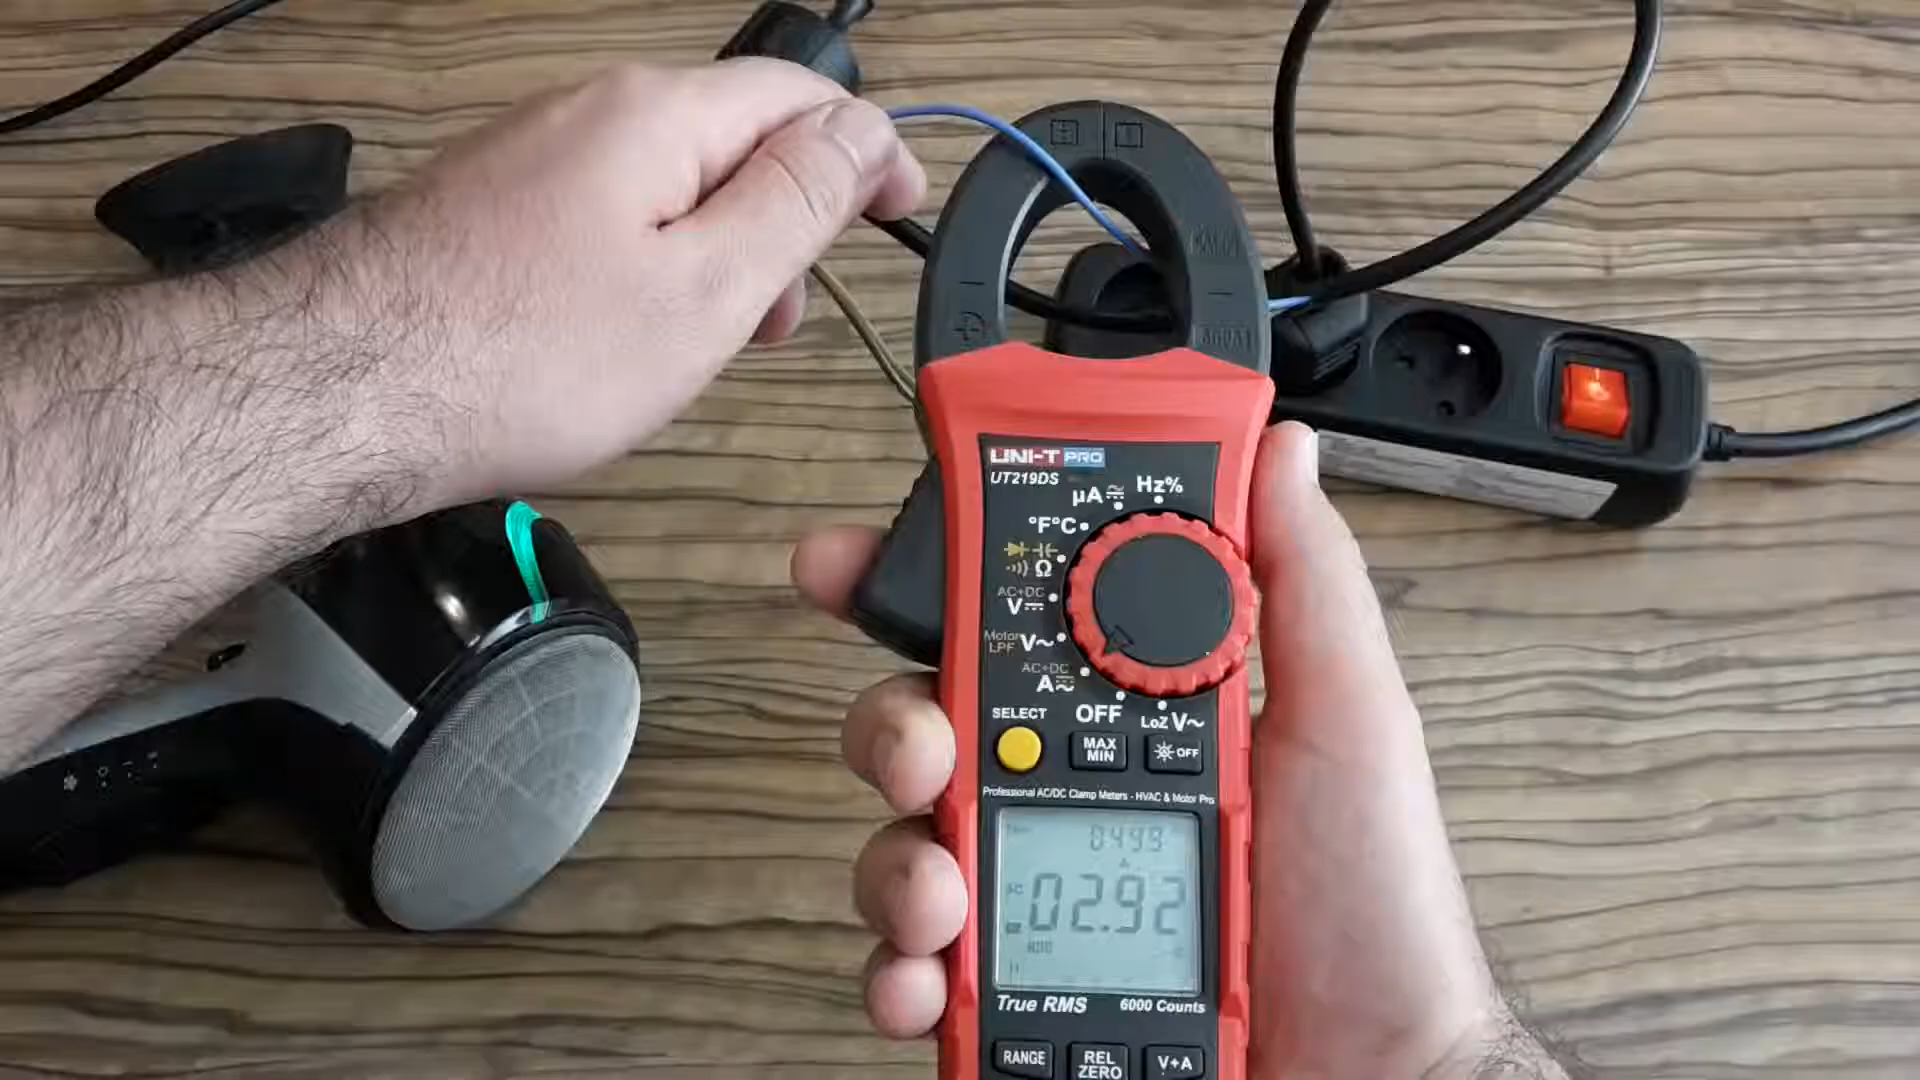 UNI-T PRO
UT219DS
µA Hz%
°F°C
Ω
AC+DC
V
Motor
LPF V~
AC+DC
A
SELECT OFF LoZ V~
MAX
MIN
OFF
Professional AC/DC Clamp Meters - HVAC & Motor Pro
02.92
True RMS 6000 Counts
RANGE
REL
ZERO
V+A